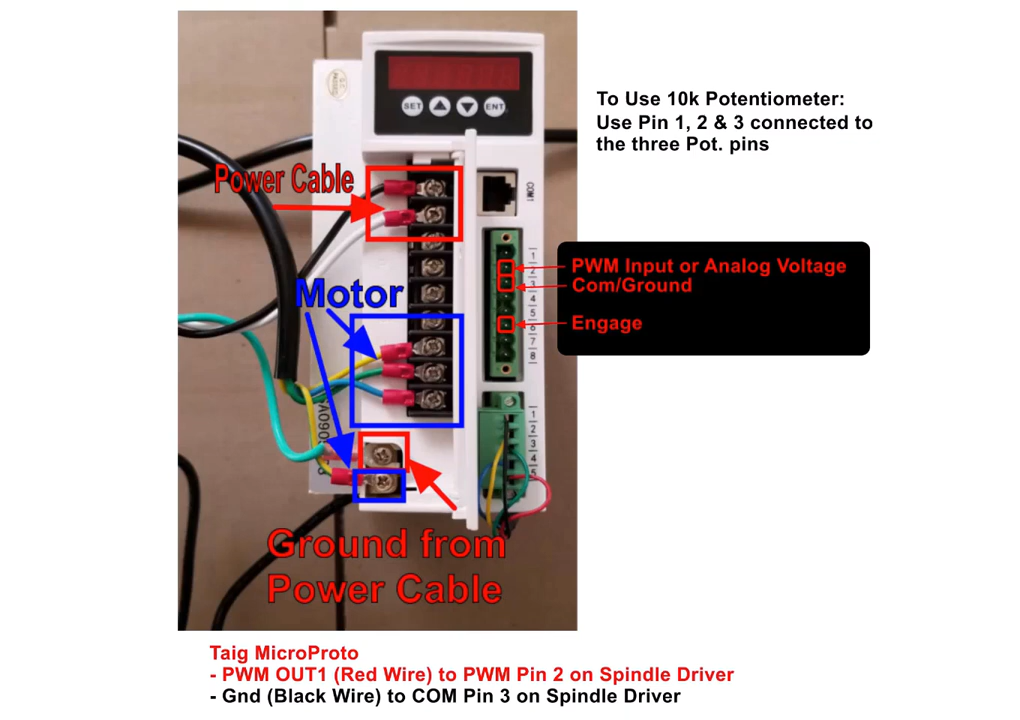 To Use 10k Potentiometer:
Use Pin 1, 2 & 3 connected to
the three Pot. pins
SET
ENT
Power Cable
COM1
1
2
3
4
5
6
7
8
PWM Input or Analog Voltage
Com/Ground
Engage
Motor
1
2
3
4
5
Ground from
Power Cable
Taig MicroProto
- PWM OUT1 (Red Wire) to PWM Pin 2 on Spindle Driver
- Gnd (Black Wire) to COM Pin 3 on Spindle Driver